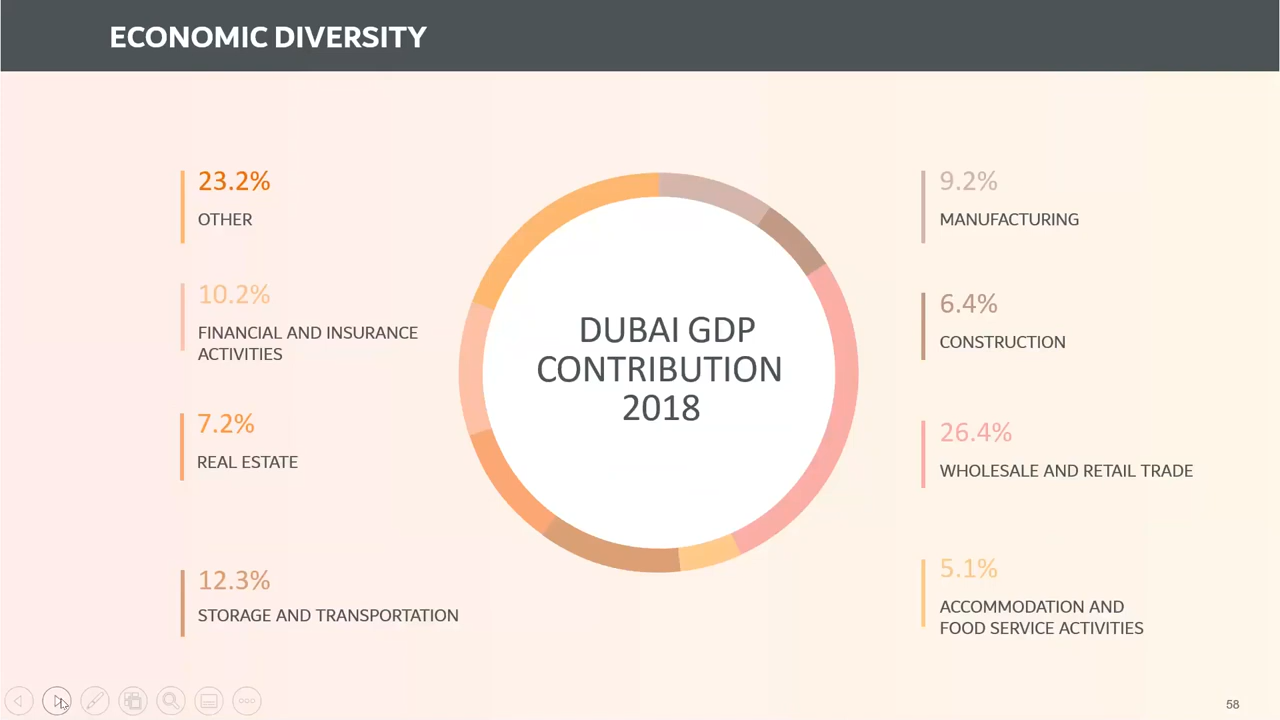 ECONOMIC DIVERSITY
23.2%
OTHER
10.2%
FINANCIAL AND INSURANCE
ACTIVITIES
7.2%
REAL ESTATE
12.3%
STORAGE AND TRANSPORTATION
DUBAI GDP
CONTRIBUTION
2018
9.2%
MANUFACTURING
6.4%
CONSTRUCTION
26.4%
WHOLESALE AND RETAIL TRADE
5.1%
ACCOMMODATION AND
FOOD SERVICE ACTIVITIES
58